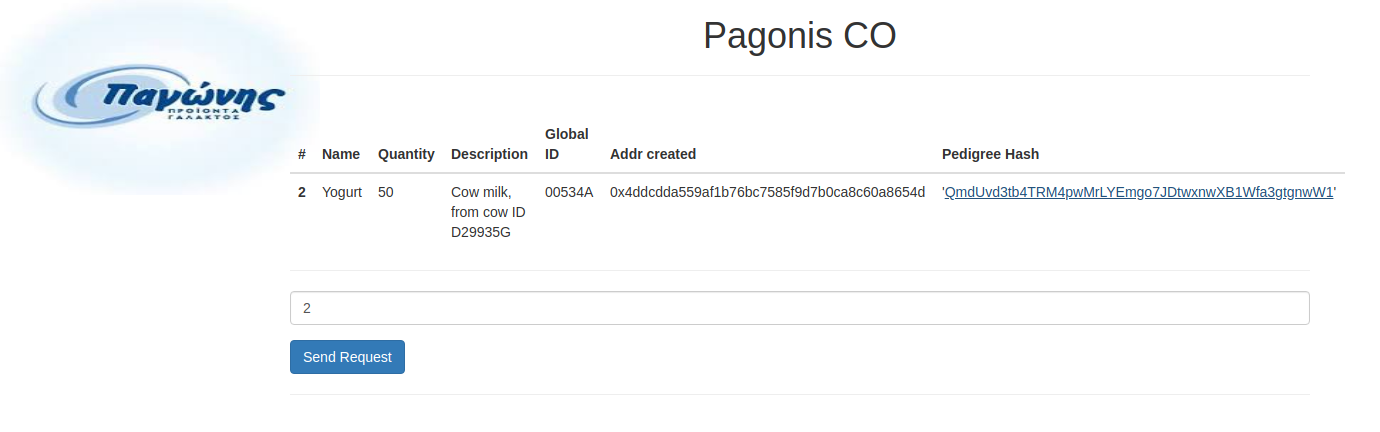 Pagonis CO
Παγώνης
ΠΡΟΪΟΝΤΑ
ΓΑΛΑΚΤΟΣ
# Name Quantity Description Global ID Addr created Pedigree Hash
2 Yogurt 50 Cow milk, 00534A 0x4ddcdda559af1b76bc7585f9d7b0ca8c60a8654d 'QmdUvd3tb4TRM4pwMrLYEmgo7JDtwxnwXB1Wfa3gtgnwW1'
from cow ID
D29935G
2
Send Request